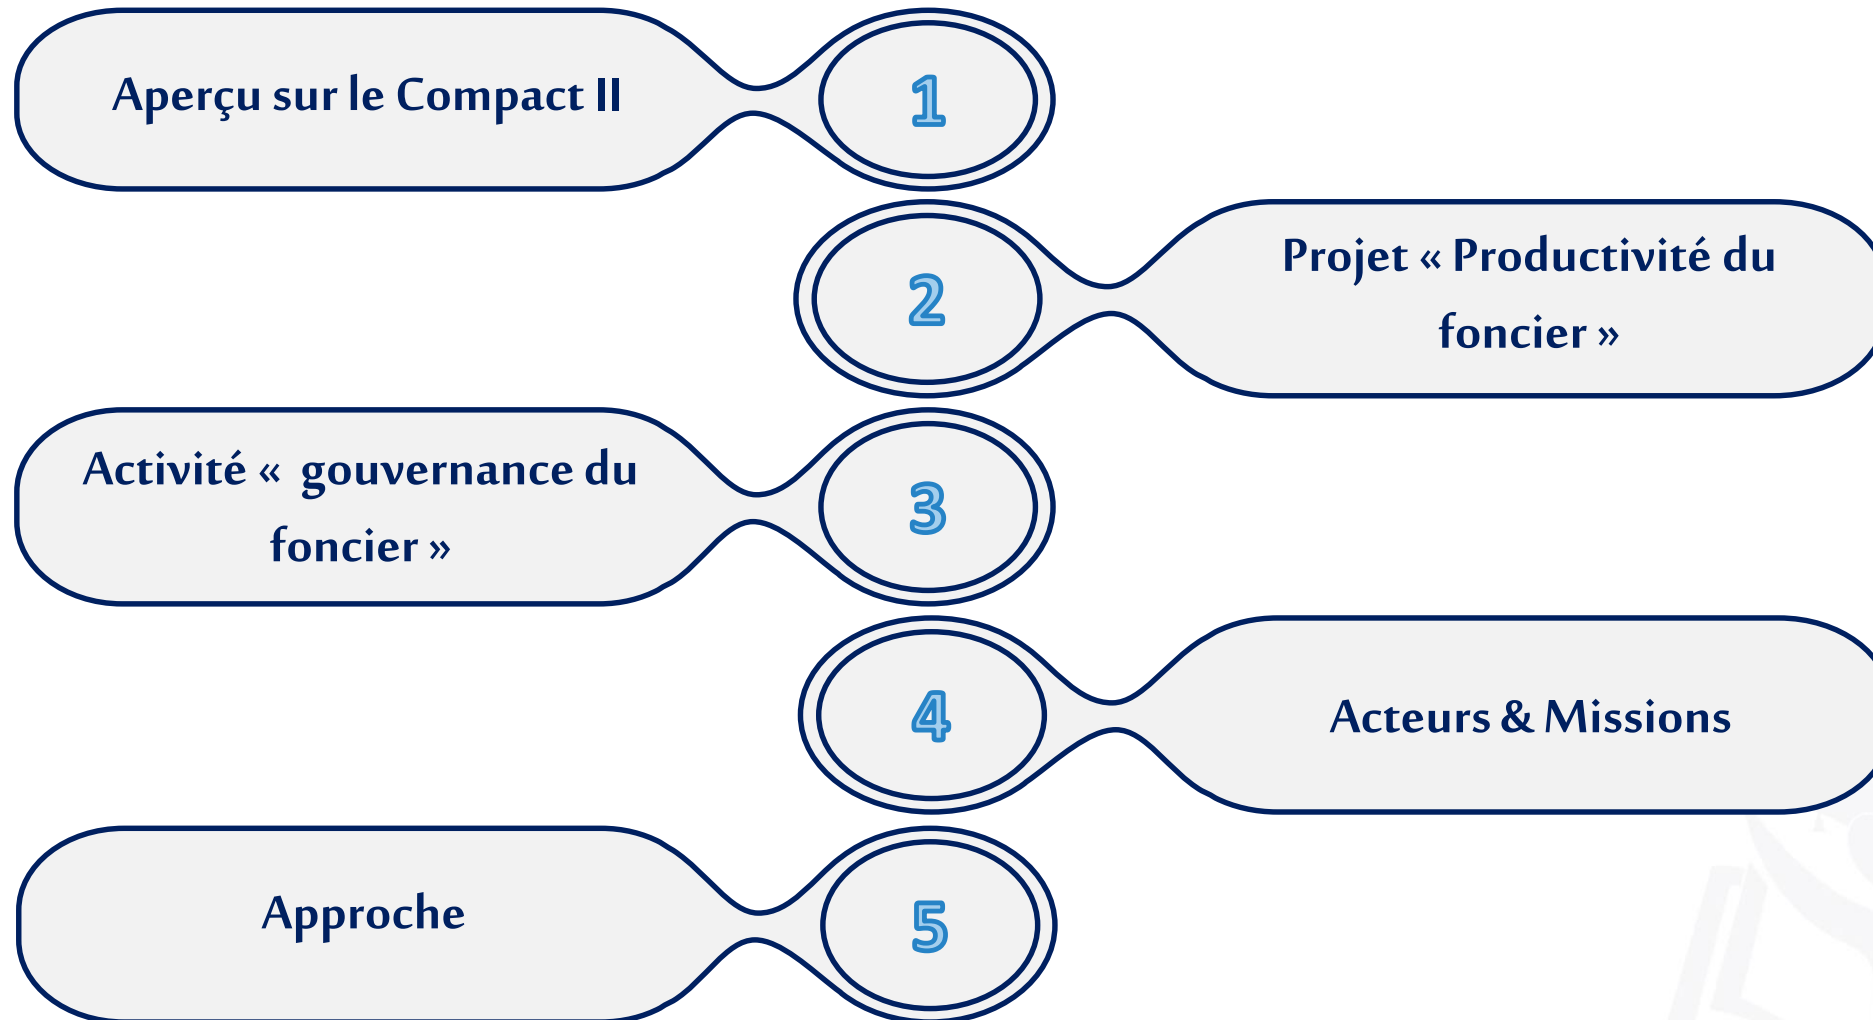 Aperçu sur le Compact II
1
2
Projet « Productivité du
foncier »
Activité «  gouvernance du
foncier »
3
4
Acteurs & Missions
Approche
5